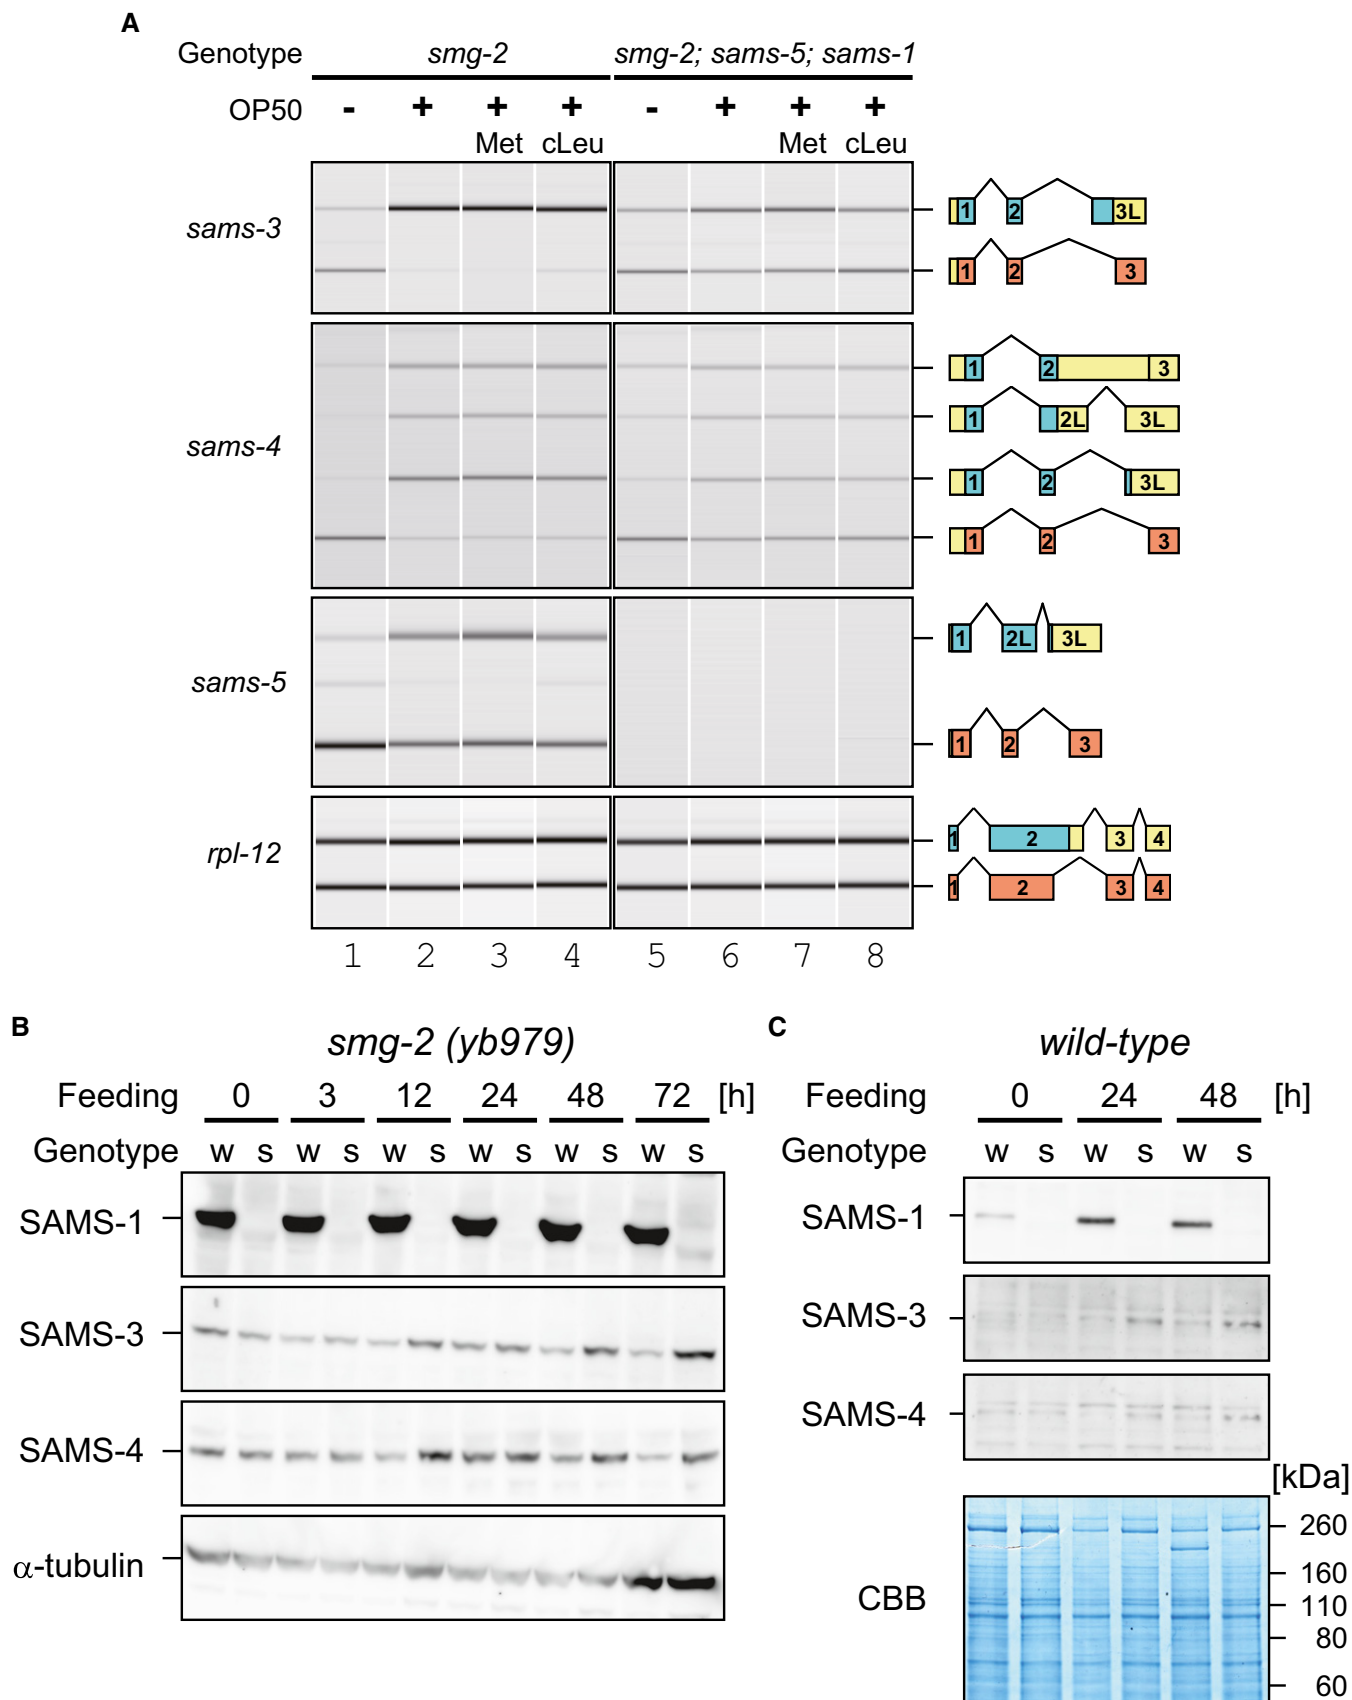 A
Genotype smg-2 smg-2; sams-5; sams-1
OP50 - + + + - + + +
Met cLeu Met cLeu
sams-3
1 2 3L
1 2 3
sams-4
1 2 3
1 2L 3L
1 2 3L
1 2 3
sams-5
1 2L 3L
1 2 3
rpl-12
1 2 3 4
1 2 3 4
1 2 3 4 5 6 7 8
B
smg-2 (yb979)
Feeding 0 3 12 24 48 72 [h]
Genotype w s w s w s w s w s w s
SAMS-1
SAMS-3
SAMS-4
α-tubulin
C
wild-type
Feeding 0 24 48 [h]
Genotype w s w s w s
SAMS-1
SAMS-3
SAMS-4
[kDa]
CBB
260
160
110
80
60